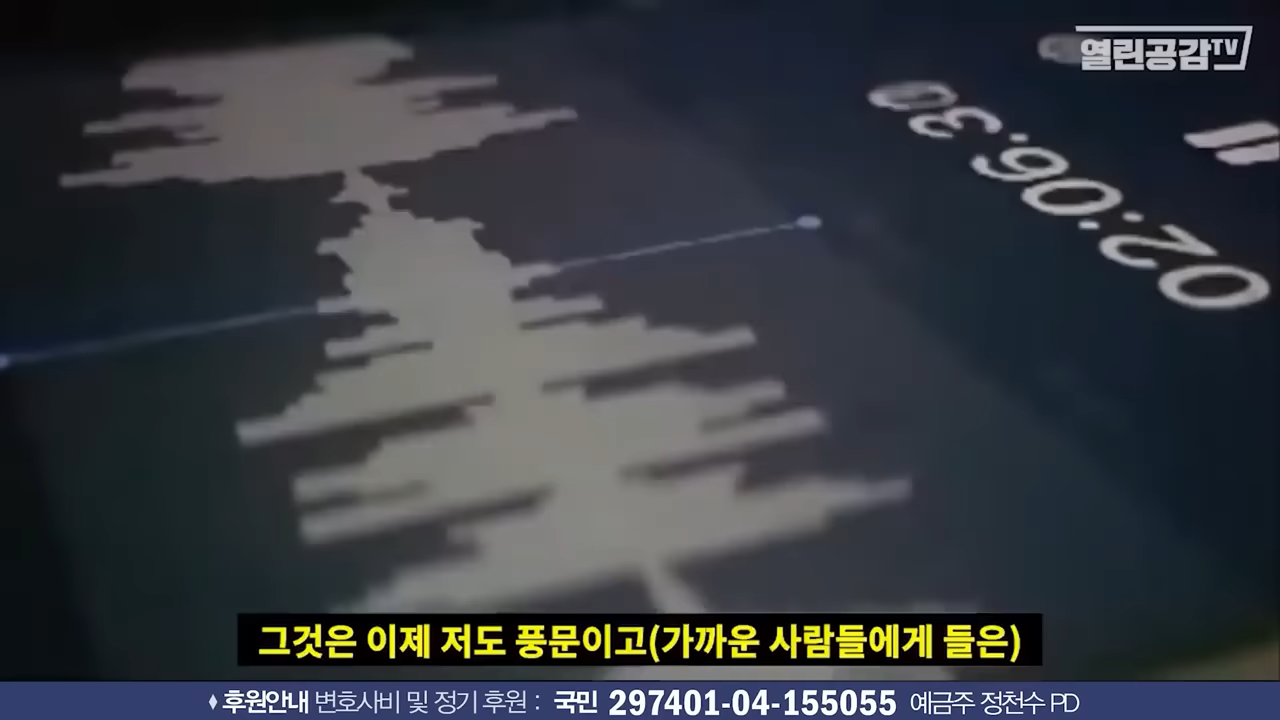 열린공감TV
02:06.30
그것은 이제 저도 풍문이고(가까운 사람들에게 들은)
♦ 후원안내 변호사비 및 정기 후원 : 국민 297401-04-155055 예금주 정천수 PD